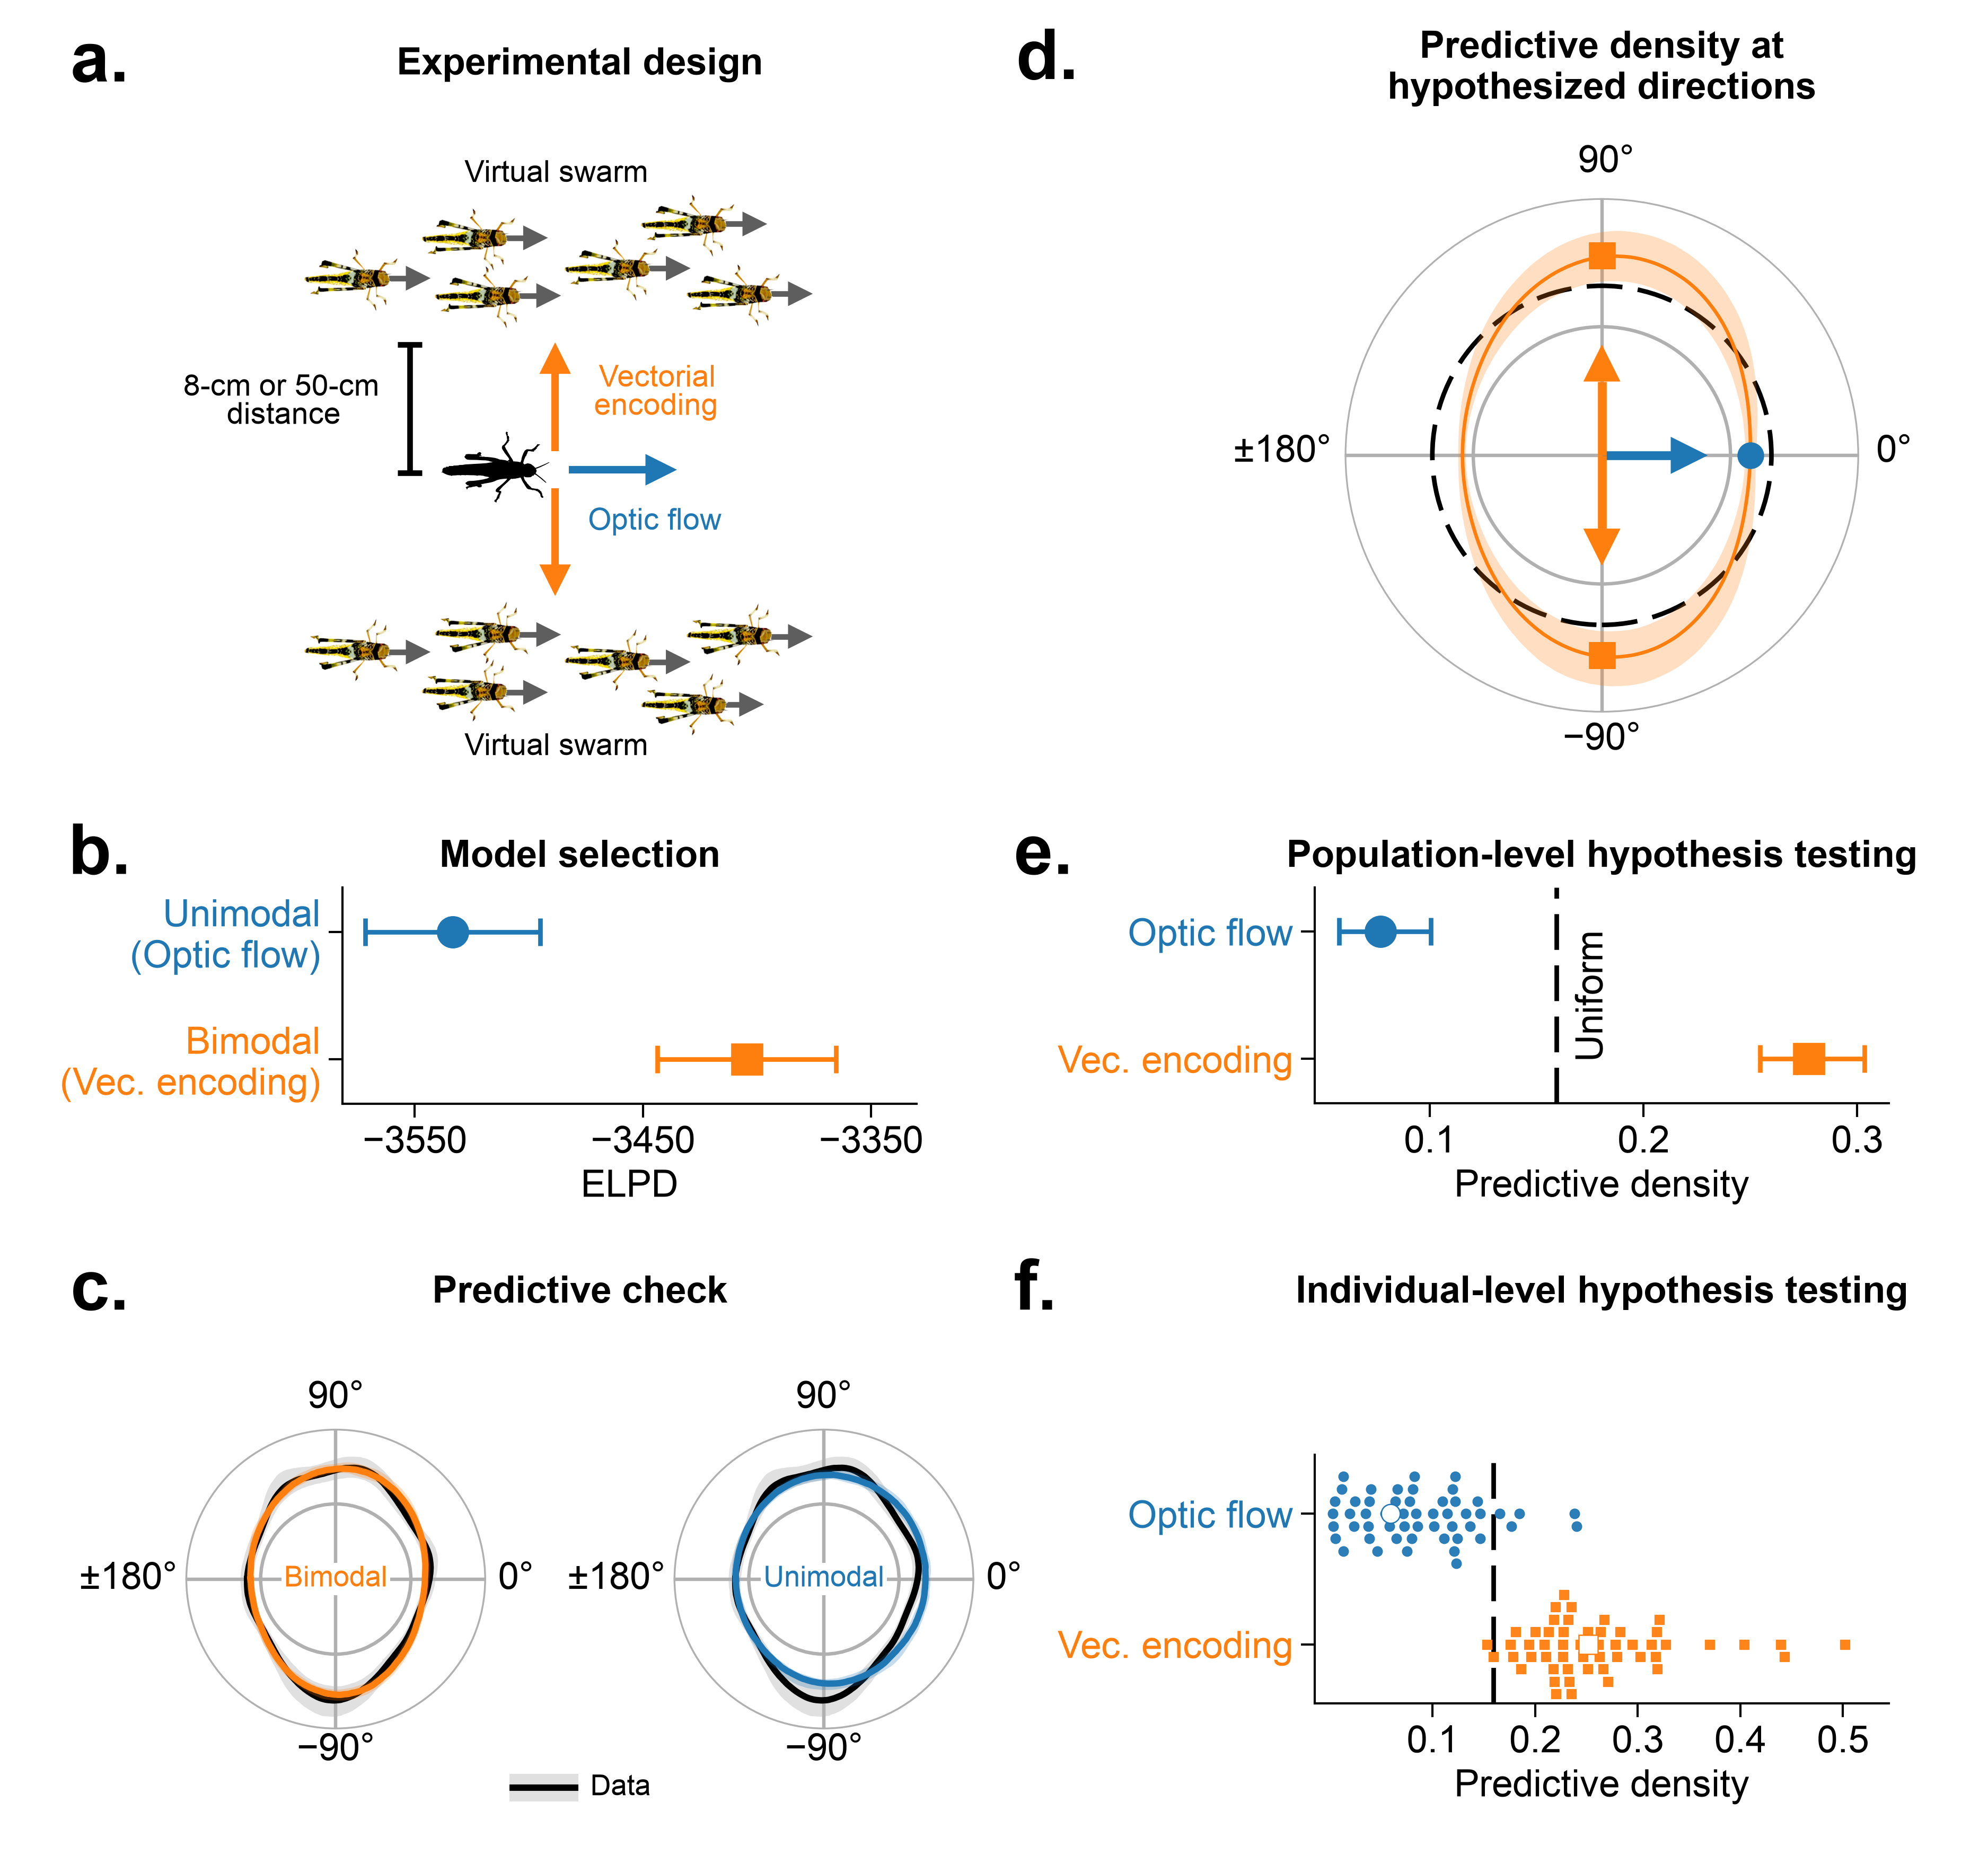 a.
Experimental design
Virtual swarm
8-cm or 50-cm
distance
Vectorial
encoding
Optic flow
Virtual swarm
b.
Model selection
Unimodal
(Optic flow)
Bimodal
(Vec. encoding)
−3550
−3450
−3350
ELPD
c.
Predictive check
90°
±180°
Bimodal
0°
−90°
90°
±180°
Unimodal
0°
−90°
Data
d.
Predictive density at
hypothesized directions
90°
±180°
0°
−90°
e.
Population-level hypothesis testing
Optic flow
Uniform
Vec. encoding
0.1
0.2
0.3
Predictive density
f.
Individual-level hypothesis testing
Optic flow
Vec. encoding
0.1
0.2
0.3
0.4
0.5
Predictive density